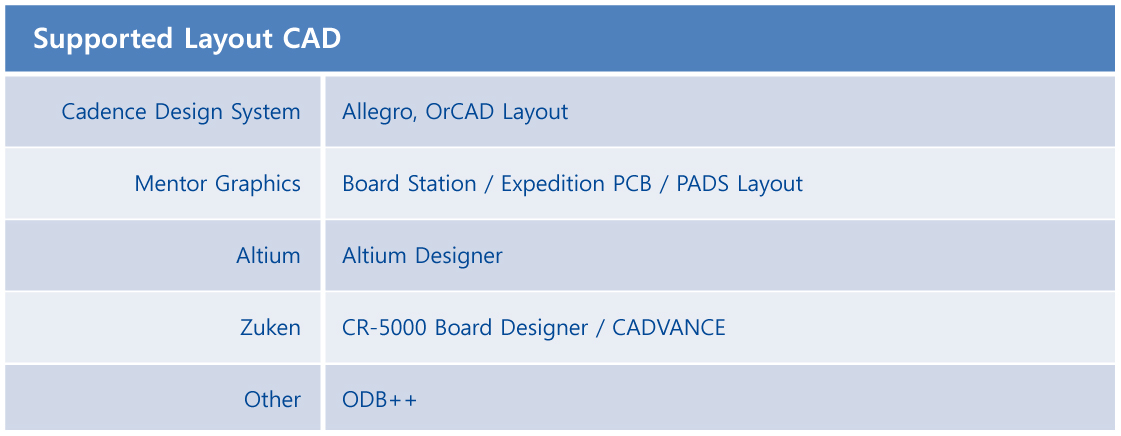 Supported Layout CAD
Cadence Design System Allegro, OrCAD Layout
Mentor Graphics Board Station / Expedition PCB / PADS Layout
Altium Altium Designer
Zuken CR-5000 Board Designer / CADVANCE
Other ODB++